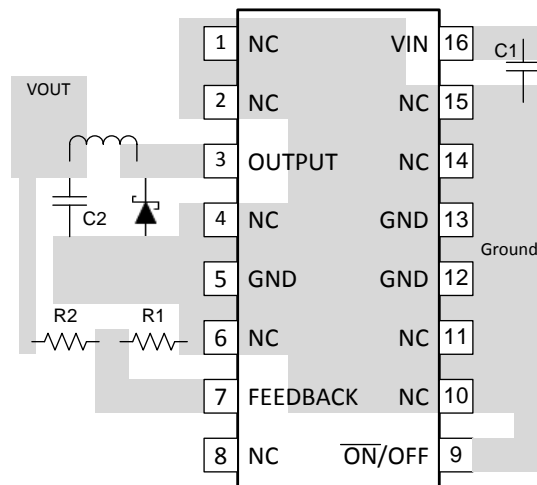 1 NC VIN 16 C1
VOUT
2 NC NC 15
3 OUTPUT NC 14
C2 4 NC GND 13
Ground
5 GND GND 12
R2 R1
6 NC NC 11
7 FEEDBACK NC 10
8 NC ON/OFF 9